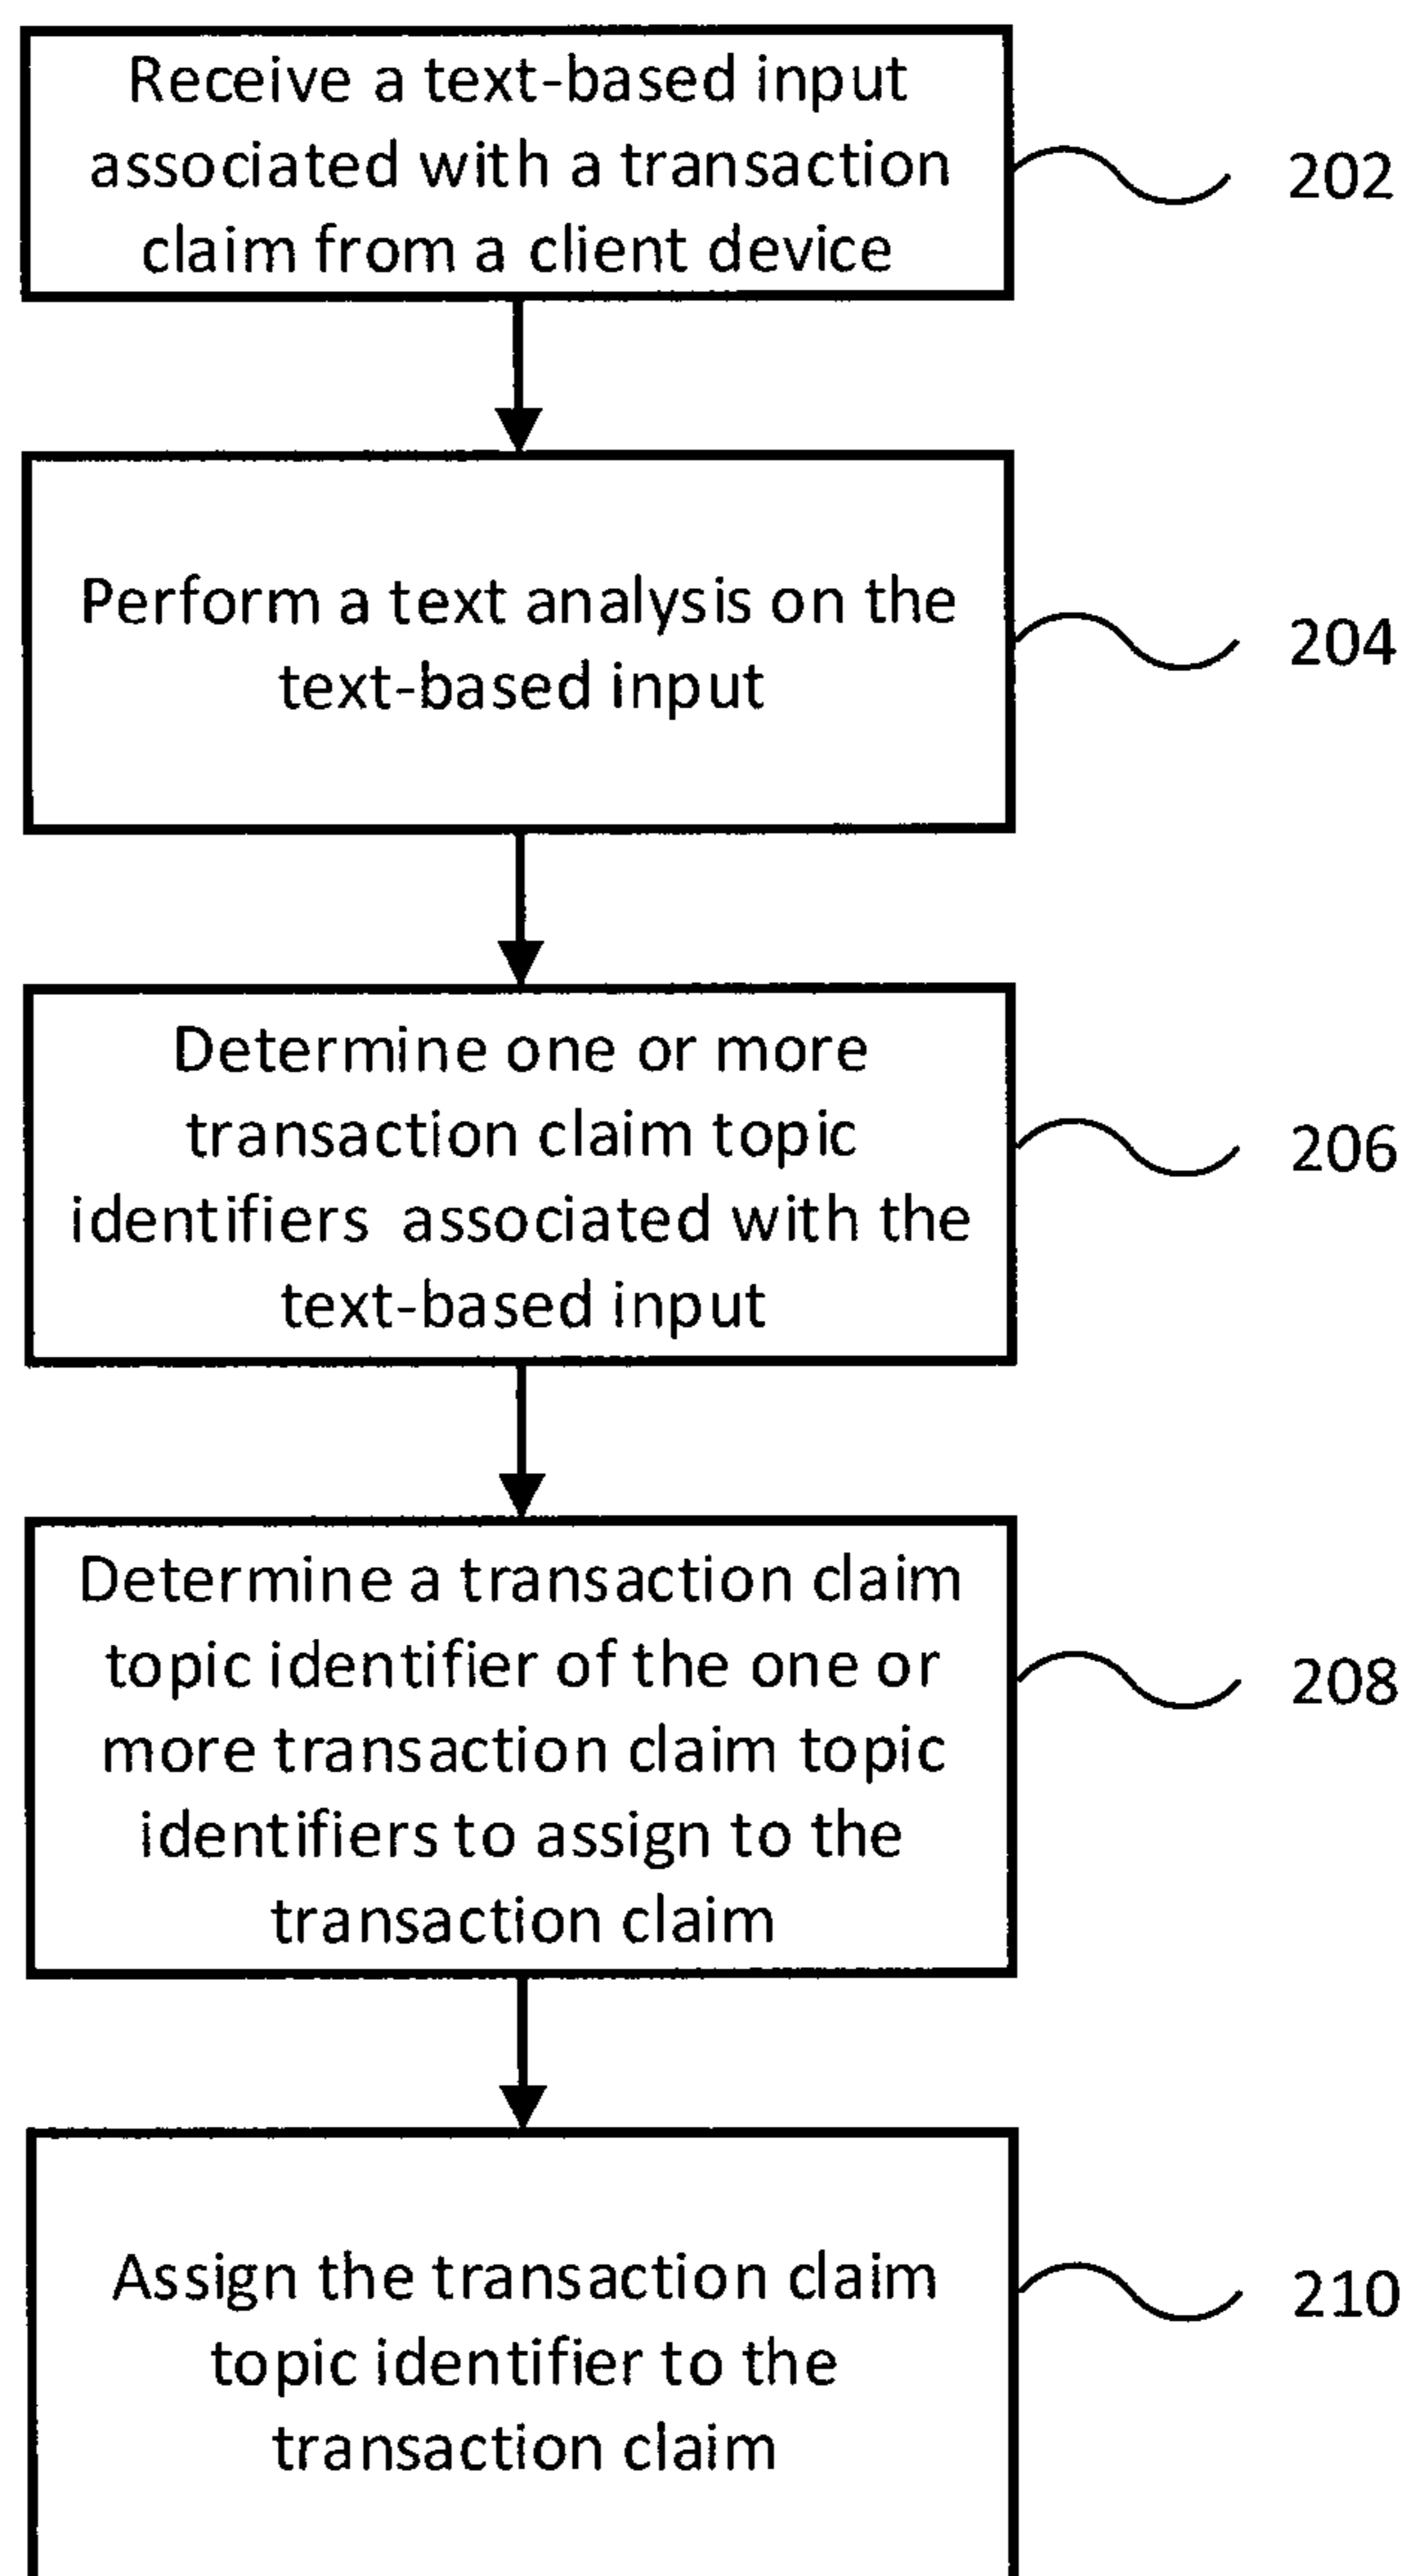 Receive a text-based input
associated with a transaction
claim from a client device
202
Perform a text analysis on the
text-based input
204
Determine one or more
transaction claim topic
identifiers associated with the
text-based input
206
Determine a transaction claim
topic identifier of the one or
more transaction claim topic
identifiers to assign to the
transaction claim
208
Assign the transaction claim
topic identifier to the
transaction claim
210